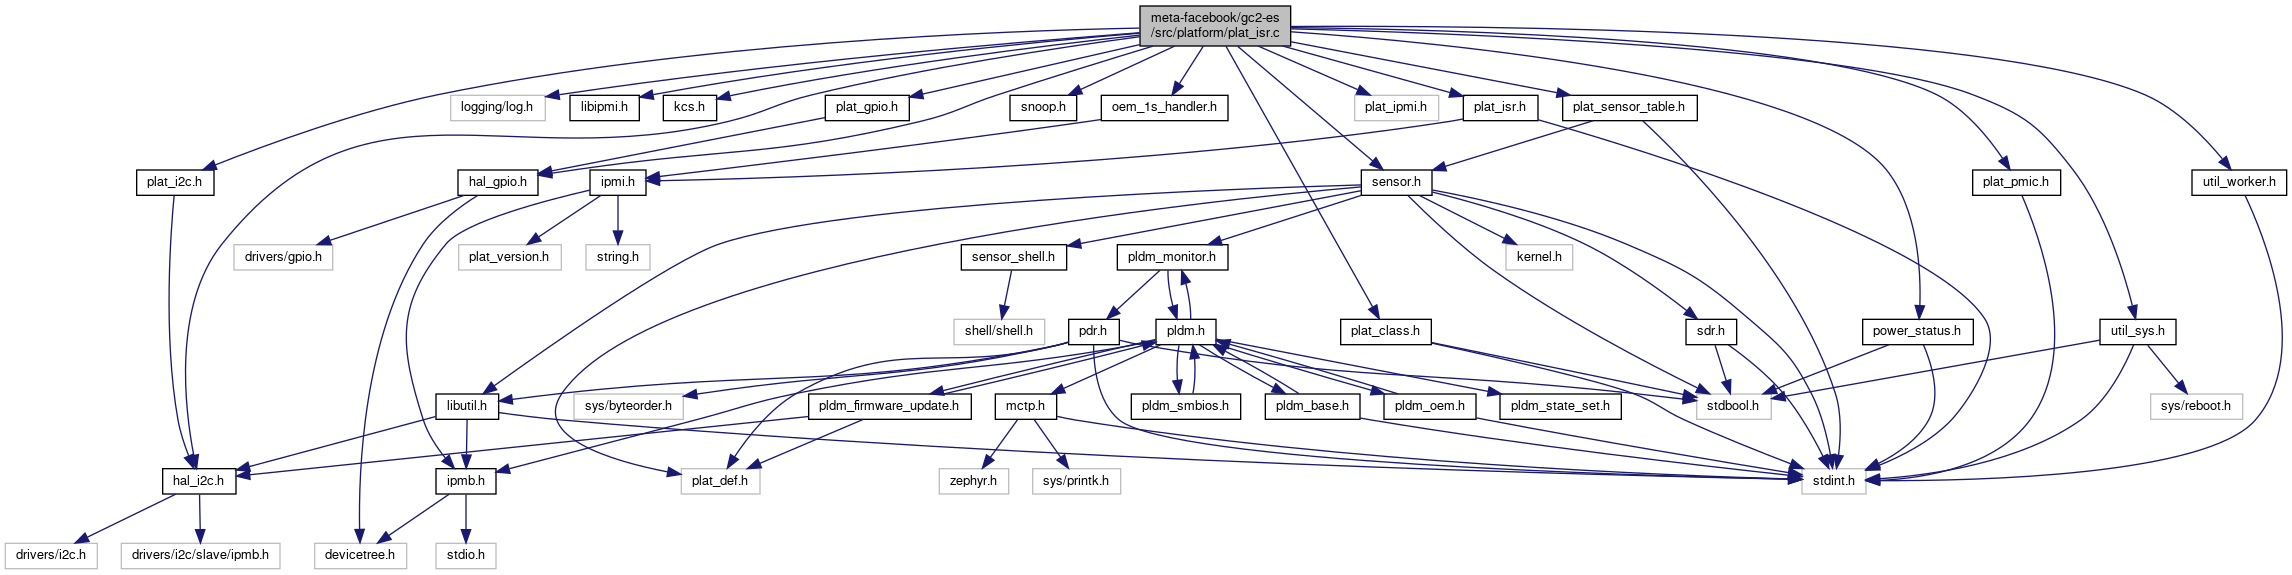 meta-facebook/gc2-es
/src/platform/plat_isr.c
logging/log.h
libipmi.h
kcs.h
plat_gpio.h
snoop.h
oem_1s_handler.h
plat_ipmi.h
plat_isr.h
plat_sensor_table.h
plat_i2c.h
hal_gpio.h
ipmi.h
sensor.h
plat_pmic.h
util_worker.h
drivers/gpio.h
plat_version.h
string.h
sensor_shell.h
pldm_monitor.h
kernel.h
shell/shell.h
pdr.h
pldm.h
plat_class.h
sdr.h
power_status.h
util_sys.h
libutil.h
sys/byteorder.h
pldm_firmware_update.h
mctp.h
pldm_smbios.h
pldm_base.h
pldm_oem.h
pldm_state_set.h
stdbool.h
sys/reboot.h
hal_i2c.h
ipmb.h
plat_def.h
zephyr.h
sys/printk.h
stdint.h
drivers/i2c.h
drivers/i2c/slave/ipmb.h
devicetree.h
stdio.h